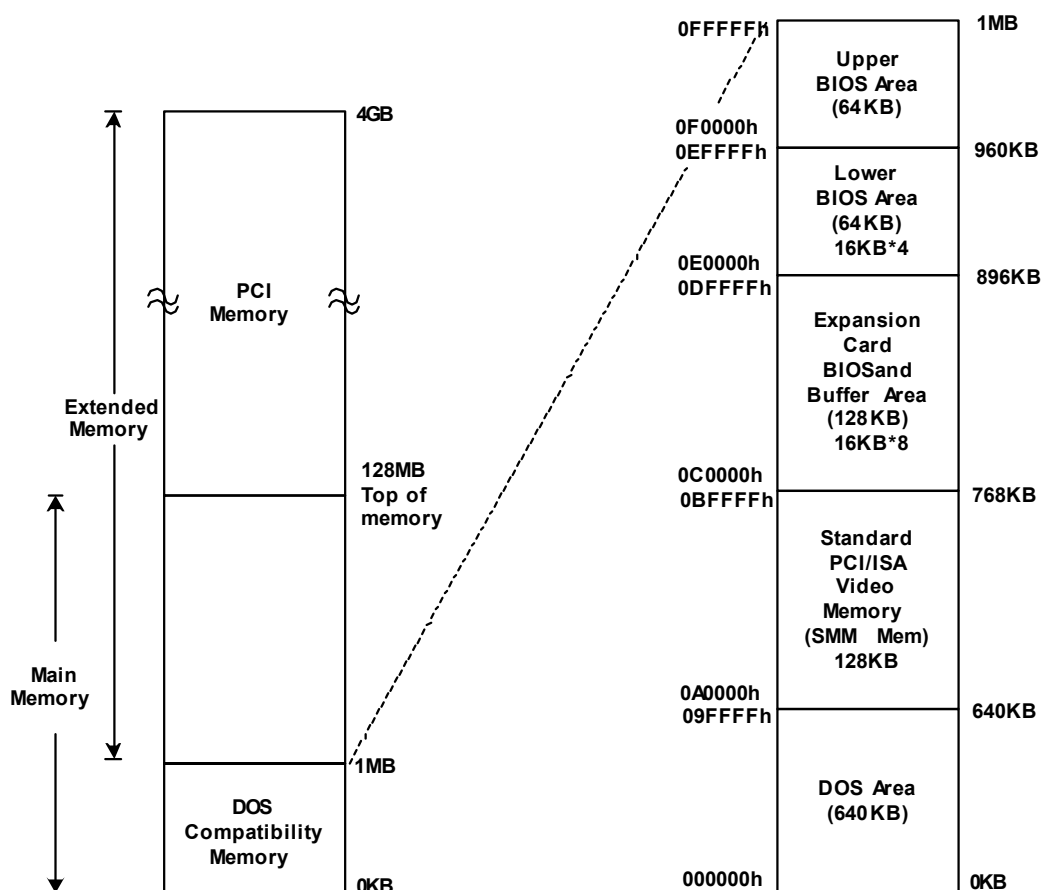 4GB
PCI
Memory
Extended
Memory
128MB
Top of
memory
Main
Memory
1MB
DOS
Compatibility
Memory
0KB
0FFFFFh
1MB
Upper
BIOS Area
(64KB)
0F0000h
0EFFFFh
960KB
Lower
BIOS Area
(64KB)
16KB*4
0E0000h
0DFFFFh
896KB
Expansion
Card
BIOSand
Buffer Area
(128KB)
16KB*8
0C0000h
0BFFFFh
768KB
Standard
PCI/ISA
Video
Memory
(SMM Mem)
128KB
0A0000h
09FFFFh
640KB
DOS Area
(640KB)
000000h
0KB